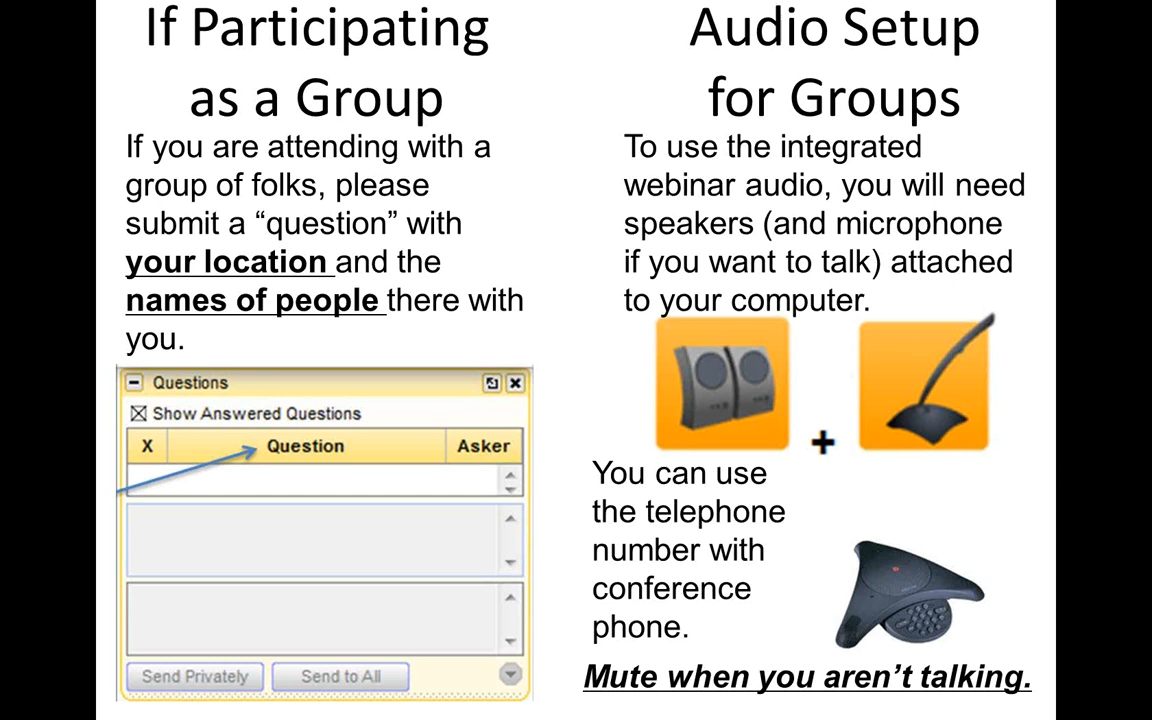 If Participating
as a Group
If you are attending with a
group of folks, please
submit a “question” with
your location and the
names of people there with
you.
Questions
Show Answered Questions
X Question Asker
Send Privately Send to All
Audio Setup
for Groups
To use the integrated
webinar audio, you will need
speakers (and microphone
if you want to talk) attached
to your computer.
+
You can use
the telephone
number with
conference
phone.
Mute when you aren’t talking.